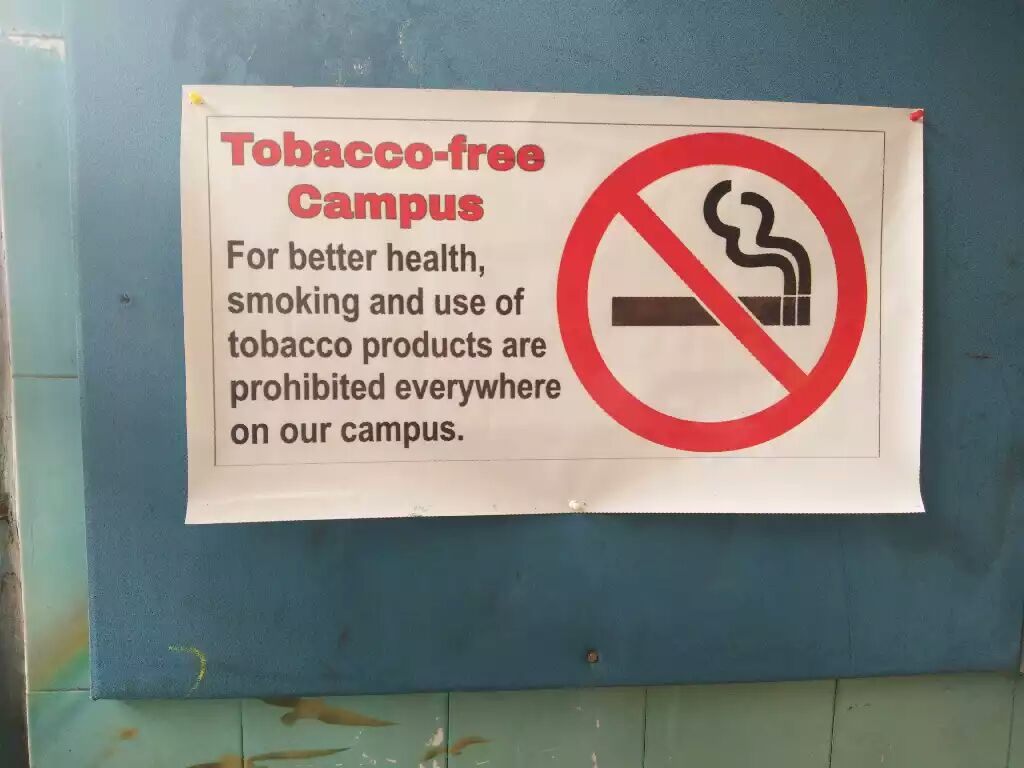 Tobacco-free
Campus
For better health,
smoking and use of
tobacco products are
prohibited everywhere
on our campus.